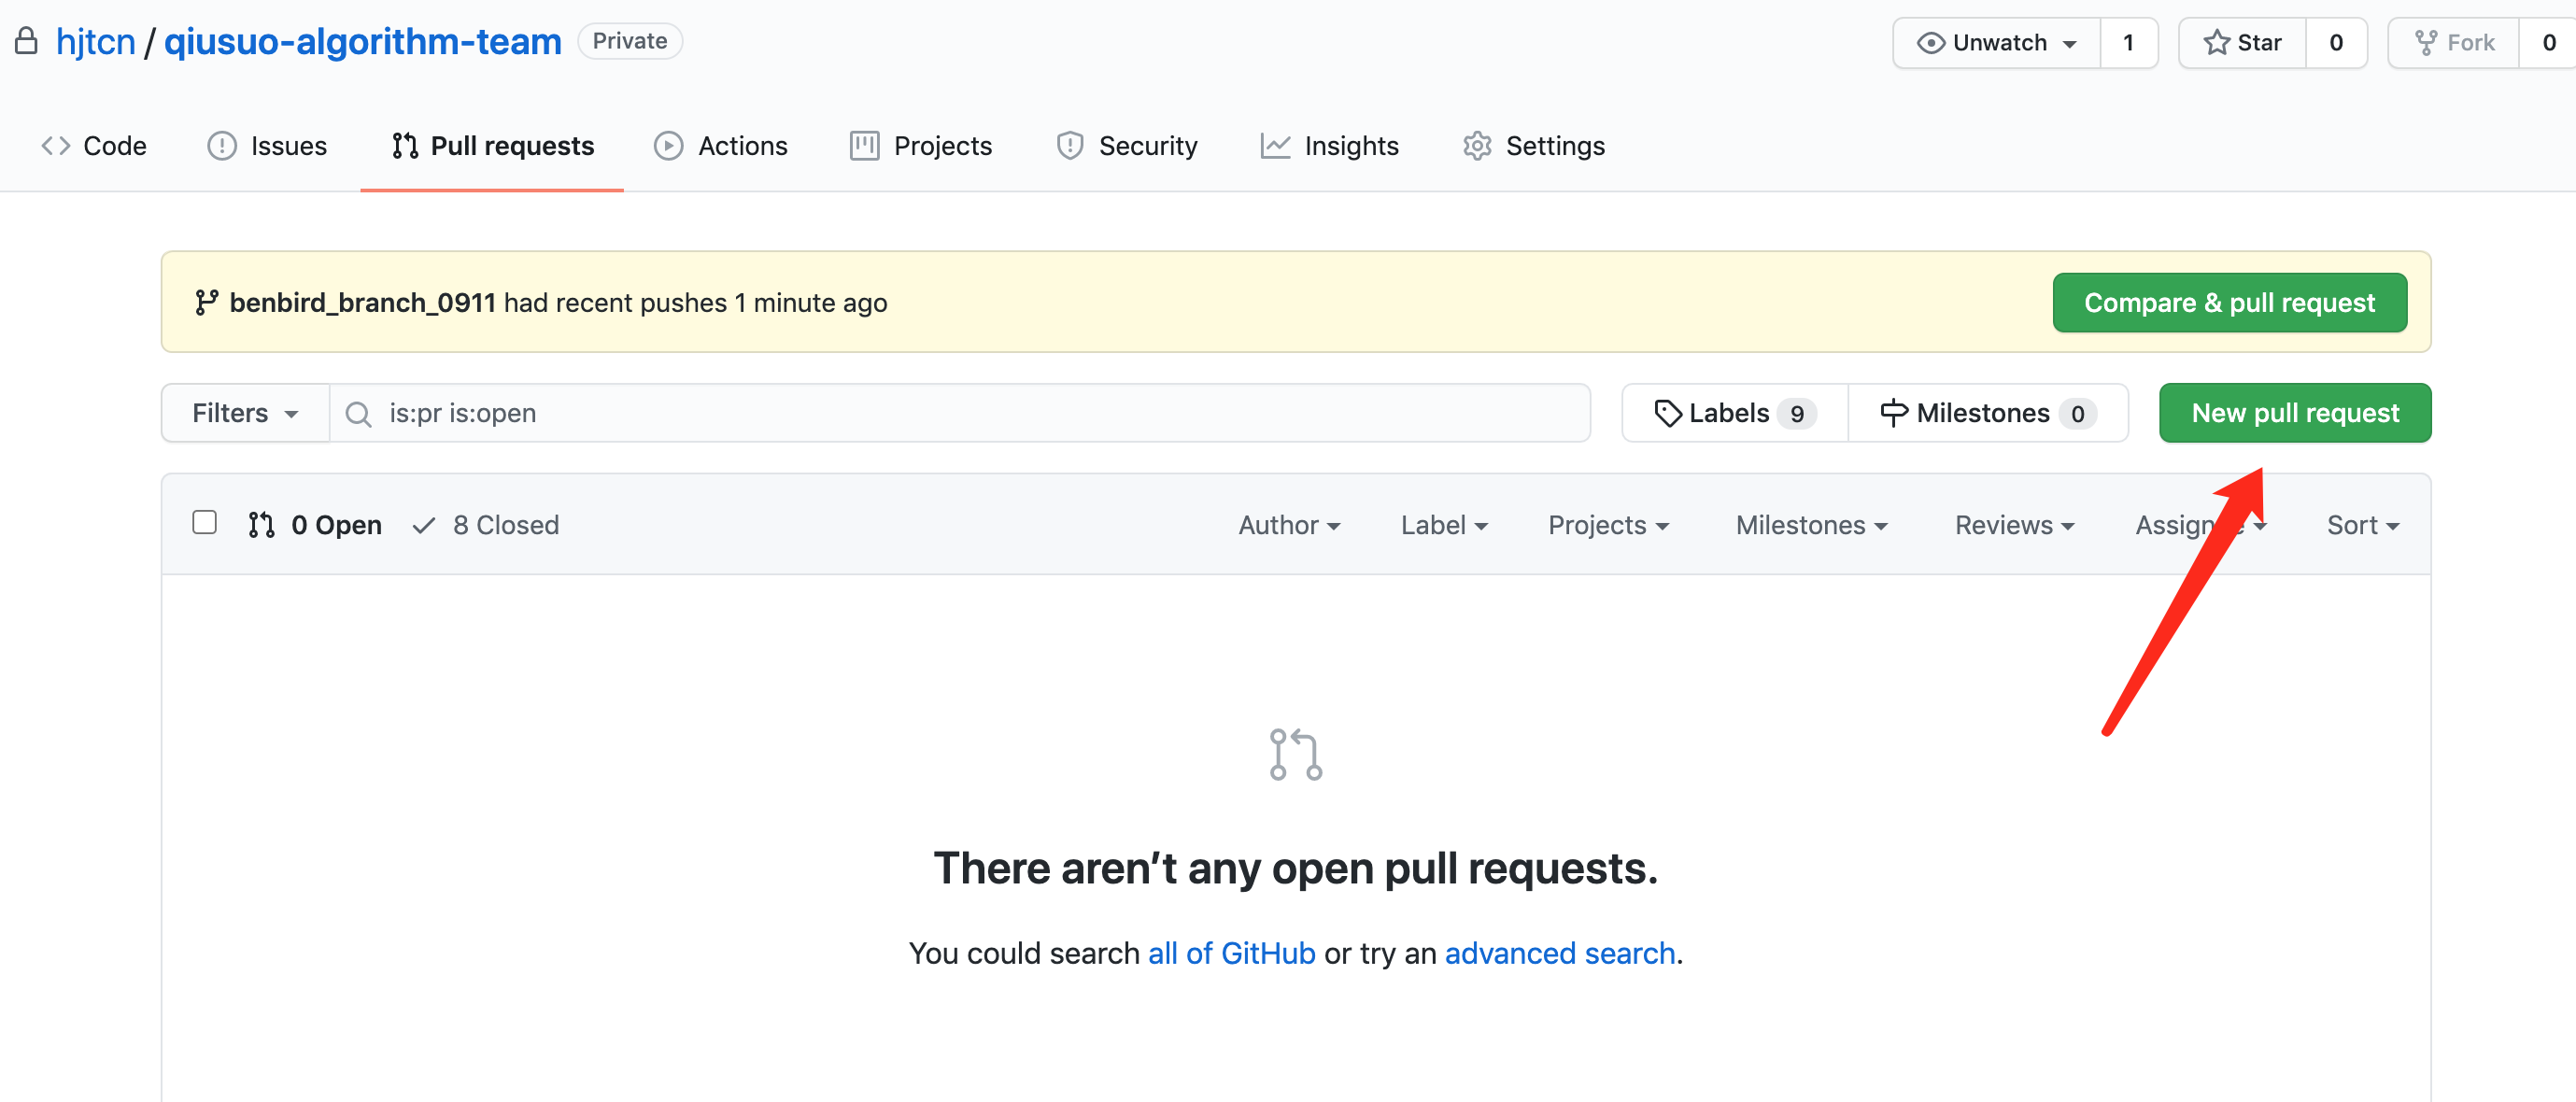 hjtcn / qiusuo-algorithm-team Private Unwatch 1 Star 0 Fork 0
Code Issues Pull requests Actions Projects Security Insights Settings
benbird_branch_0911 had recent pushes 1 minute ago Compare & pull request
Filters is:pr is:open Labels 9 Milestones 0 New pull request
0 Open 8 Closed Author Label Projects Milestones Reviews Sort
There aren’t any open pull requests.
You could search all of GitHub or try an advanced search.